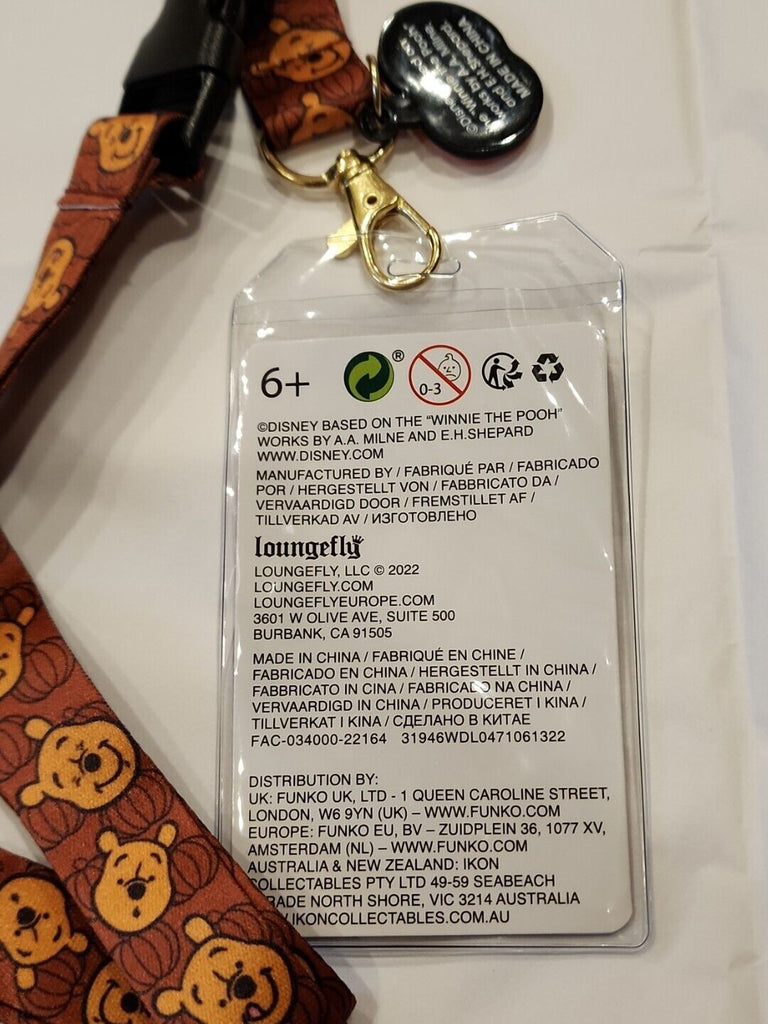 ©Disney
MADE IN CHINA
6+
®
0-3
©DISNEY BASED ON THE "WINNIE THE POOH"
WORKS BY A.A. MILNE AND E.H.SHEPARD
WWW.DISNEY.COM
MANUFACTURED BY / FABRIQUÉ PAR / FABRICADO
POR / HERGESTELLT VON / FABBRICATO DA /
VERVAARDIGD DOOR / FREMSTILLET AF /
TILLVERKAD AV / ИЗГОТОВЛЕНО
loungefly
LOUNGEFLY, LLC © 2022
LOUNGEFLY.COM
LOUNGEFLYEUROPE.COM
3601 W OLIVE AVE, SUITE 500
BURBANK, CA 91505
MADE IN CHINA / FABRIQUÉ EN CHINE /
FABRICADO EN CHINA / HERGESTELLT IN CHINA /
FABBRICATO IN CINA / FABRICADO NA CHINA /
VERVAARDIGD IN CHINA / PRODUCERET I KINA /
TILLVERKAT I KINA / СДЕЛАНО В КИТАЕ
FAC-034000-22164 31946WDL0471061322
DISTRIBUTION BY:
UK: FUNKO UK, LTD - 1 QUEEN CAROLINE STREET,
LONDON, W6 9YN (UK) – WWW.FUNKO.COM
EUROPE: FUNKO EU, BV – ZUIDPLEIN 36, 1077 XV,
AMSTERDAM (NL) – WWW.FUNKO.COM
AUSTRALIA & NEW ZEALAND: IKON
COLLECTABLES PTY LTD 49-59 SEABEACH
RADE NORTH SHORE, VIC 3214 AUSTRALIA
.IKONCOLLECTABLES.COM.AU